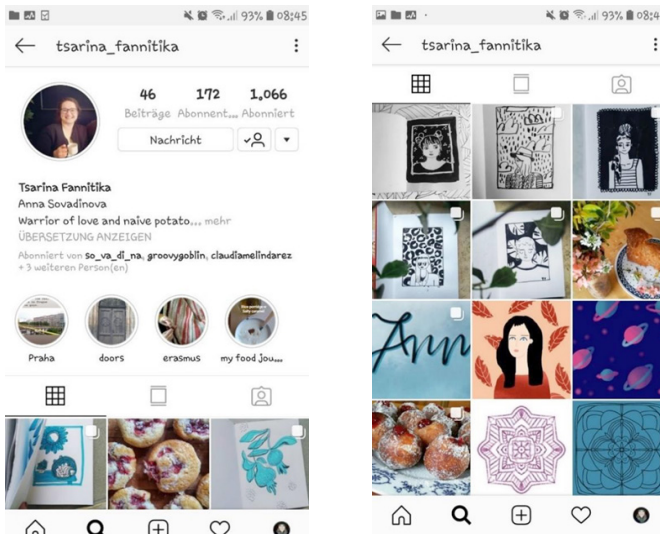 93% 08:45
tsarina_fannitika
46 172 1,066
Beiträge Abonnent... Abonniert
Nachricht
Tsarina Fannitika
Anna Sovadinova
Warrior of love and naive potato... mehr
ÜBERSETZUNG ANZEIGEN
Abonniert von so_va_di_na, groovygoblin, claudiamelindarez
+ 3 weiteren Person(en)
Praha doors erasmus my food jou...
93% 08:4
tsarina_fannitika
Ann